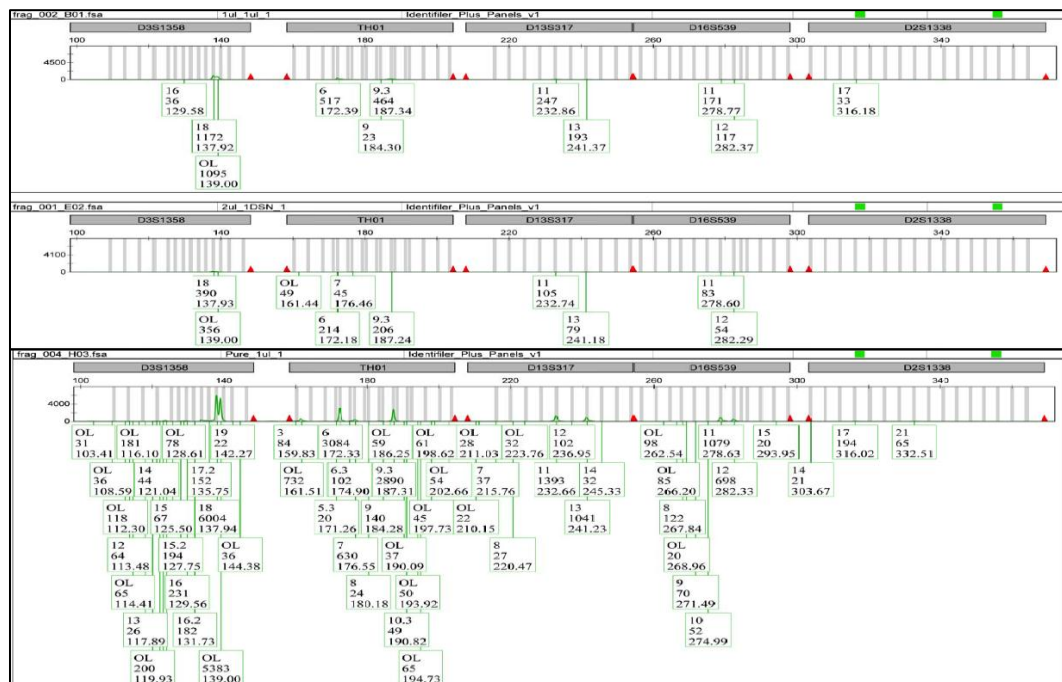 frag_002_B01.fsa 1ul_1ul_1 Identifiler_Plus_Panels_v1
D3S1358 TH01 D13S317 D16S539 D2S1338
100 140 180 220 260 300 340
4500
0
16 6 9.3 11 11 17
36 517 464 247 171 33
129.58 172.39 187.34 232.86 278.77 316.18
18 9 13 12
1172 23 193 117
137.92 184.30 241.37 282.37
OL
1095
139.00
frag_001_E02.fsa 2ul_1DSN_1 Identifiler_Plus_Panels_v1
D3S1358 TH01 D13S317 D16S539 D2S1338
100 140 180 220 260 300 340
4100
0
18 OL 7 11 11
390 49 45 105 83
137.93 161.44 176.46 232.74 278.60
OL 6 9.3 13 12
356 214 206 79 54
139.00 172.18 187.24 241.18 282.29
frag_004_H03.fsa Pure_1ul_1 Identifiler_Plus_Panels_v1
D3S1358 TH01 D13S317 D16S539 D2S1338
100 140 180 220 260 300 340
4000
0
OL OL OL 19 3 6 OL OL OL OL 12 OL 11 15 17 21
31 181 78 22 84 3084 59 61 28 32 102 98 1079 20 194 65
103.41 116.10 128.61 142.27 159.83 172.33 186.25 198.62 211.03 223.76 236.95 262.54 278.63 293.95 316.02 332.51
OL 14 17.2 OL 6.3 9.3 OL 7 11 14 OL 12 14
36 44 152 732 102 2890 54 37 1393 32 85 698 21
108.59 121.04 135.75 161.51 174.90 187.31 202.66 215.76 232.66 245.33 266.20 282.33 303.67
OL 15 18 5.3 9 OL OL 13 8
118 67 6004 20 140 45 22 1041 122
112.30 125.50 137.94 171.26 184.28 197.73 210.15 241.23 267.84
12 15.2 OL 7 OL 8 OL
64 194 36 630 37 27 20
113.48 127.75 144.38 176.55 190.09 220.47 268.96
OL 16 8 OL 9
65 231 24 50 70
114.41 129.56 180.18 193.92 271.49
13 16.2 10.3 10
26 182 49 52
117.89 131.73 190.82 274.99
OL OL OL
200 5383 65
119.93 139.00 194.73